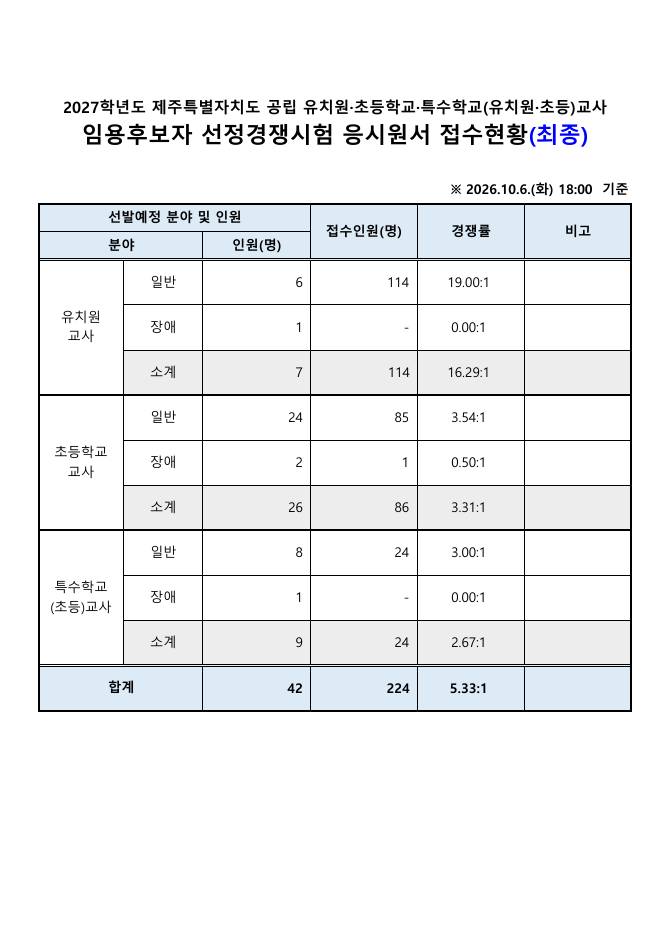 2027학년도 제주특별자치도 공립 유치원·초등학교·특수학교(유치원·초등)교사
임용후보자 선정경쟁시험 응시원서 접수현황(최종)
※ 2026.10.6.(화) 18:00 기준
선발예정 분야 및 인원 접수인원(명) 경쟁률 비고
분야 인원(명)
유치원
교사
일반 6 114 19.00:1
장애 1 - 0.00:1
소계 7 114 16.29:1
초등학교
교사
일반 24 85 3.54:1
장애 2 1 0.50:1
소계 26 86 3.31:1
특수학교
(초등)교사
일반 8 24 3.00:1
장애 1 - 0.00:1
소계 9 24 2.67:1
합계 42 224 5.33:1